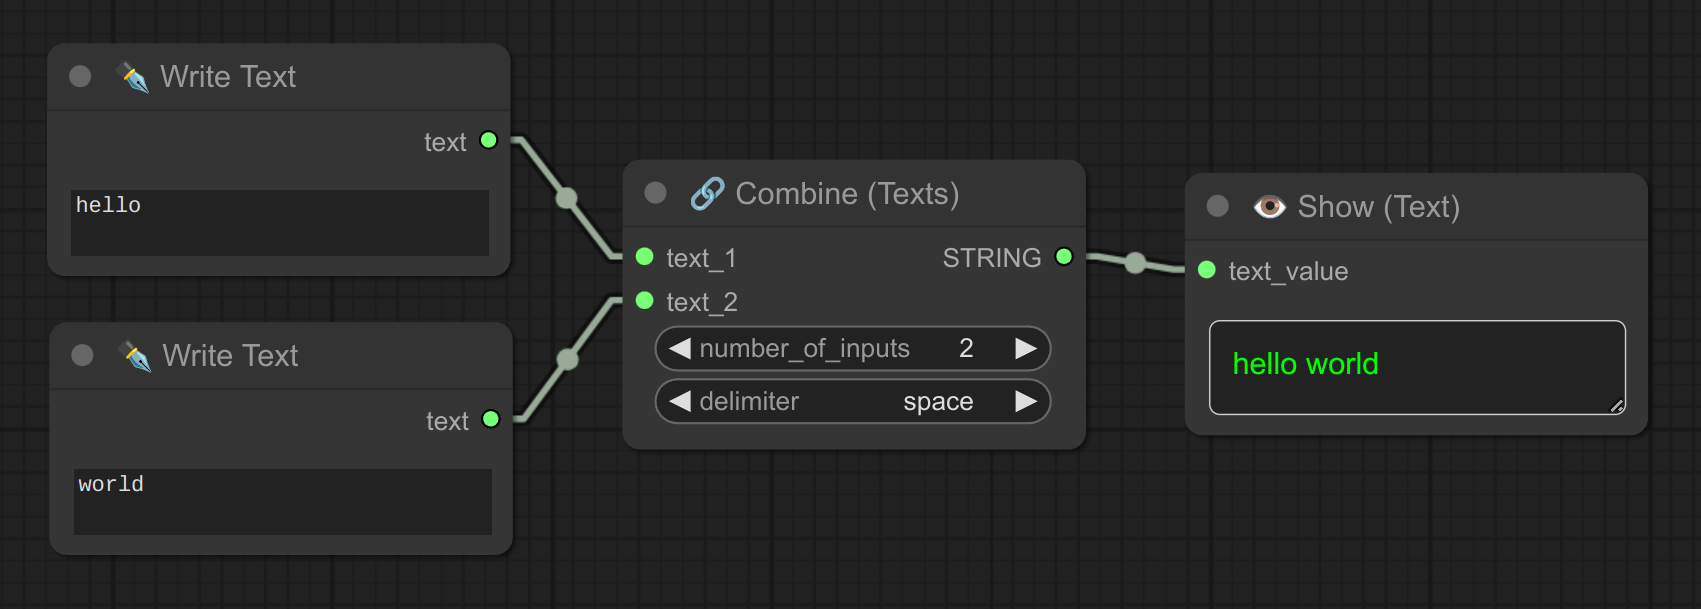 Write Text
text
hello
Write Text
text
world
Combine (Texts)
text_1 STRING
text_2
number_of_inputs 2
delimiter space
Show (Text)
text_value
hello world